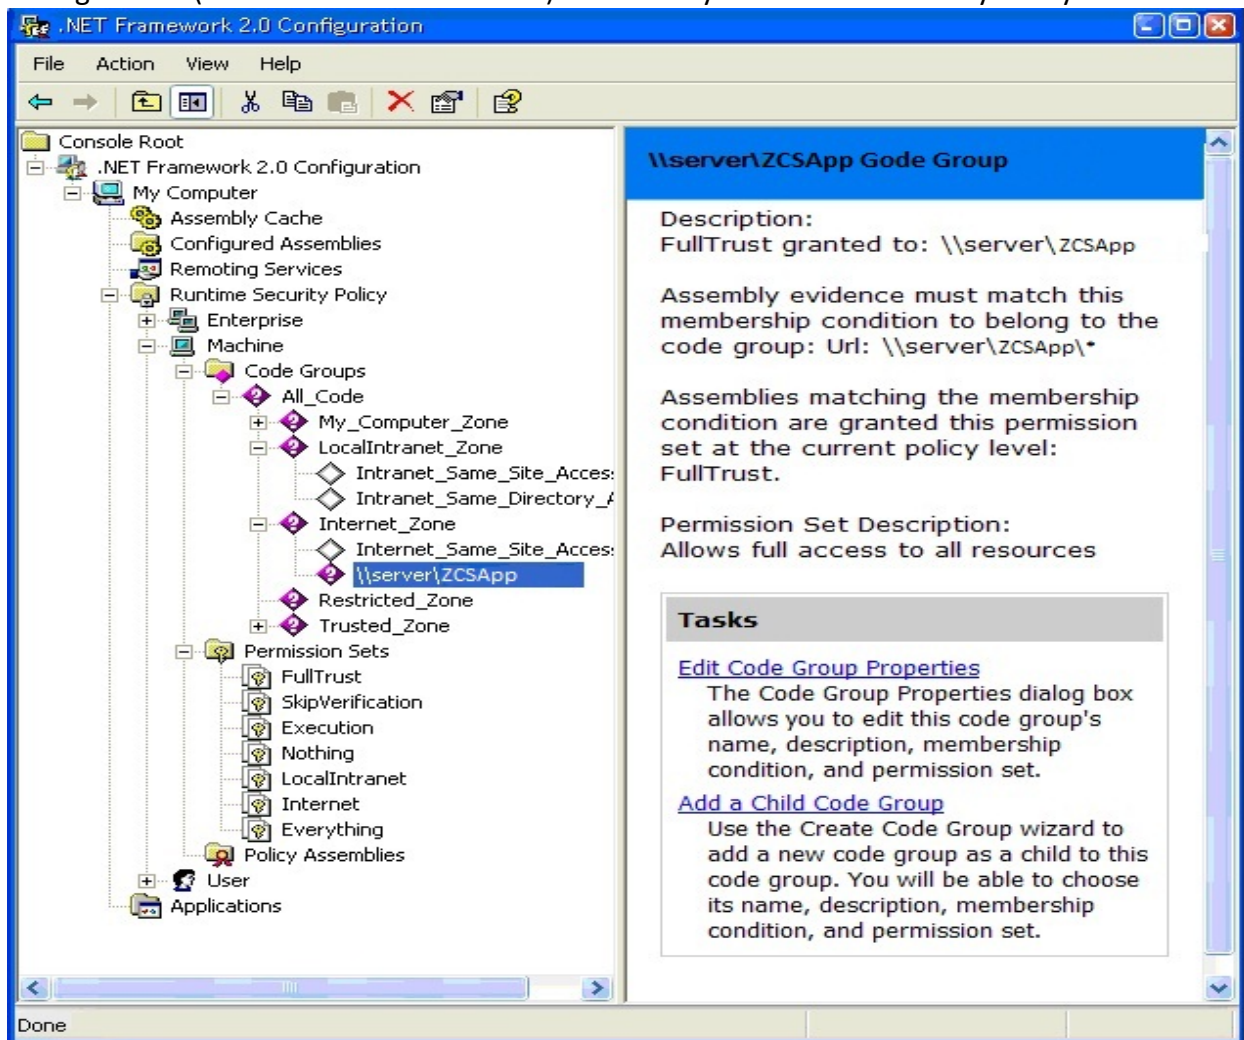 .NET Framework 2.0 Configuration
File Action View Help
Console Root
.NET Framework 2.0 Configuration
My Computer
Assembly Cache
Configured Assemblies
Remoting Services
Runtime Security Policy
Enterprise
Machine
Code Groups
All_Code
My_Computer_Zone
LocalIntranet_Zone
Intranet_Same_Site_Acces
Intranet_Same_Directory_A
Internet_Zone
Internet_Same_Site_Acces
\\server\ZCSApp
Restricted_Zone
Trusted_Zone
Permission Sets
FullTrust
SkipVerification
Execution
Nothing
LocalIntranet
Internet
Everything
Policy Assemblies
User
Applications
\\server\ZCSApp Gode Group
Description:
FullTrust granted to: \\server\ZCSApp
Assembly evidence must match this
membership condition to belong to the
code group: Url: \\server\ZCSApp\*
Assemblies matching the membership
condition are granted this permission
set at the current policy level:
FullTrust.
Permission Set Description:
Allows full access to all resources
Tasks
Edit Code Group Properties
The Code Group Properties dialog box
allows you to edit this code group's
name, description, membership
condition, and permission set.
Add a Child Code Group
Use the Create Code Group wizard to
add a new code group as a child to this
code group. You will be able to choose
its name, description, membership
condition, and permission set.
Done